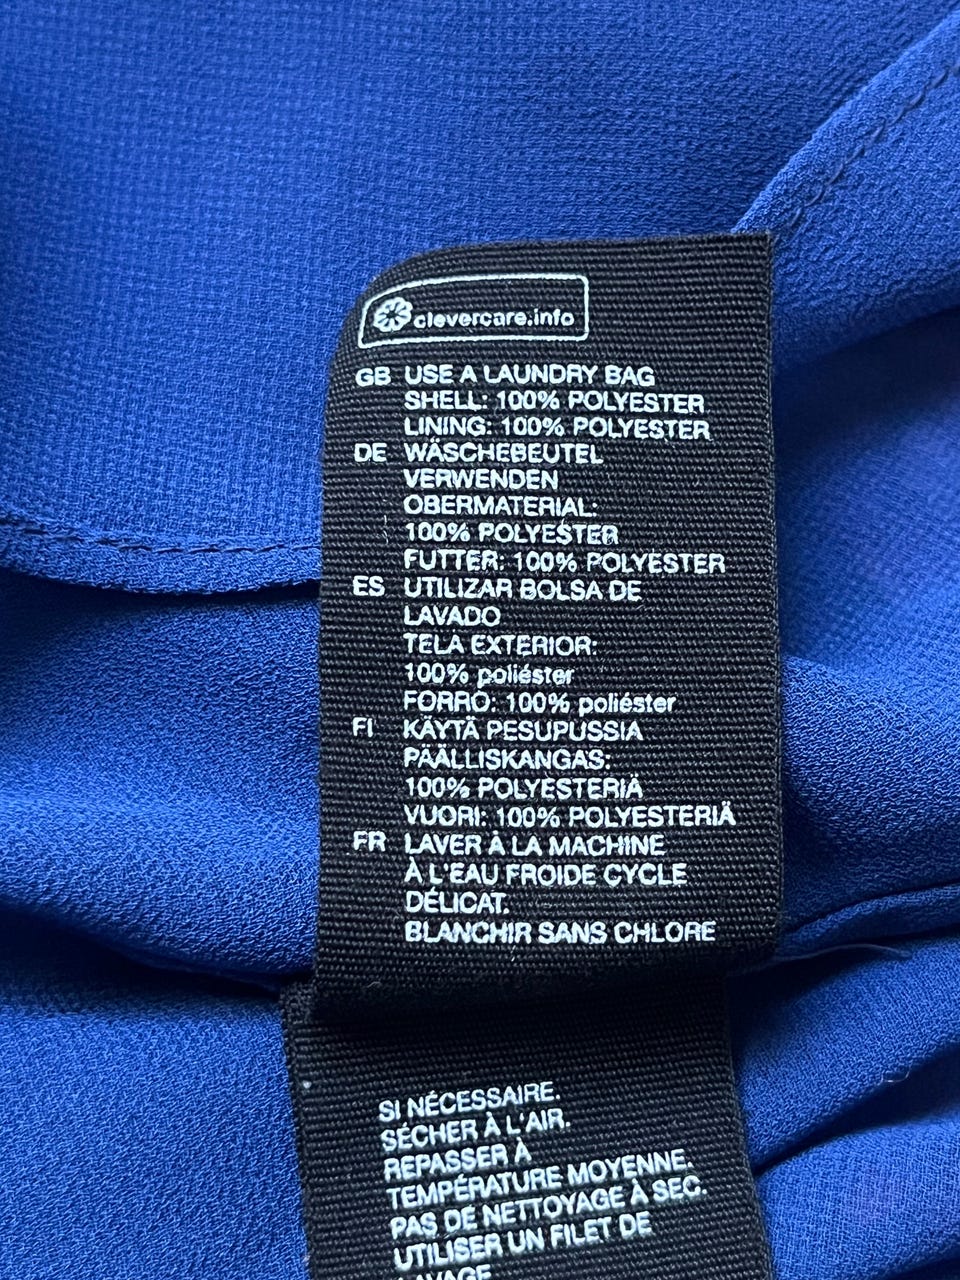 clevercare.info
GB USE A LAUNDRY BAG
SHELL: 100% POLYESTER
LINING: 100% POLYESTER
DE WÄSCHEBEUTEL
VERWENDEN
OBERMATERIAL:
100% POLYESTER
FUTTER: 100% POLYESTER
ES UTILIZAR BOLSA DE
LAVADO
TELA EXTERIOR:
100% poliéster
FORRO: 100% poliéster
FI KÄYTÄ PESUPUSSIA
PÄÄLLISKANGAS:
100% POLYESTERIÄ
VUORI: 100% POLYESTERIÄ
FR LAVER À LA MACHINE
À L'EAU FROIDE CYCLE
DÉLICAT.
BLANCHIR SANS CHLORE
SI NÉCESSAIRE.
SÉCHER À L'AIR.
REPASSER À
TEMPÉRATURE MOYENNE.
PAS DE NETTOYAGE À SEC.
UTILISER UN FILET DE
LAVAGE